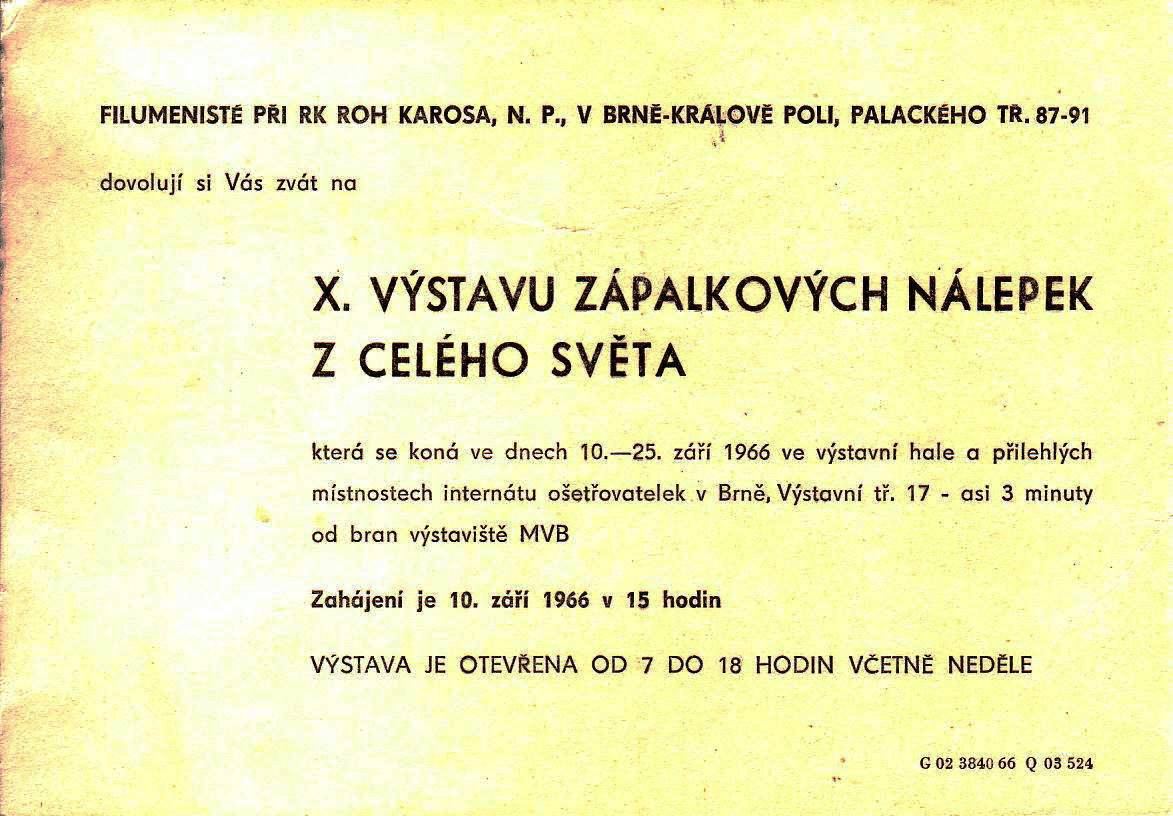 FILUMENISTÉ PŘI RK ROH KAROSA, N. P., V BRNĚ-KRÁLOVĚ POLI, PALACKÉHO TŘ. 87-91
dovolují si Vás zvát na
X. VÝSTAVU ZÁPALKOVÝCH NÁLEPEK
Z CELÉHO SVĚTA
která se koná ve dnech 10.—25. září 1966 ve výstavní hale a přilehlých
místnostech internátu ošetřovatelek v Brně, Výstavní tř. 17 - asi 3 minuty
od bran výstaviště MVB
Zahájení je 10. září 1966 v 15 hodin
VÝSTAVA JE OTEVŘENA OD 7 DO 18 HODIN VČETNĚ NEDĚLE
G 02 3840 66 Q 03 524